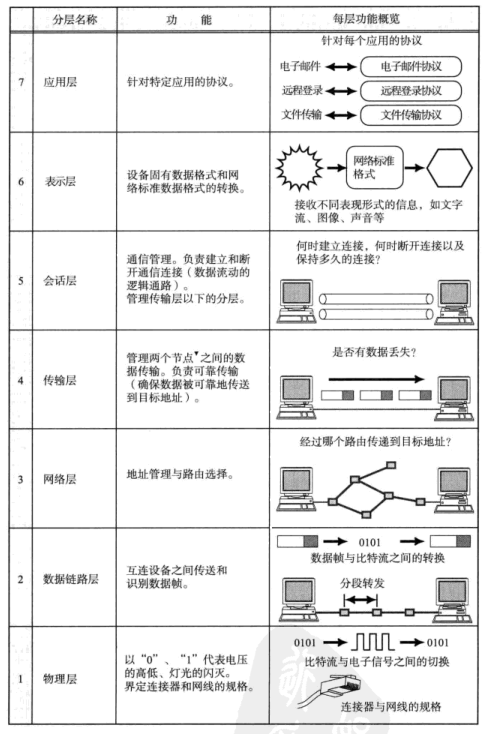 分层名称 功 能 每层功能概览
7 应用层 针对特定应用的协议。
针对每个应用的协议
电子邮件 电子邮件协议
远程登录 远程登录协议
文件传输 文件传输协议
6 表示层
设备固有数据格式和网
络标准数据格式的转换。
网络标准
格式
接收不同表现形式的信息，如文字
流、图像、声音等
5 会话层
通信管理。负责建立和断
开通信连接（数据流动的
逻辑通路）。
管理传输层以下的分层。
何时建立连接，何时断开连接以及
保持多久的连接？
4 传输层
管理两个节点▼之间的数
据传输。负责可靠传输
（确保数据被可靠地传送
到目标地址）。
是否有数据丢失？
3 网络层 地址管理与路由选择。
经过哪个路由传递到目标地址？
2 数据链路层
互连设备之间传送和
识别数据帧。
0101
数据帧与比特流之间的转换
分段转发
1 物理层
以“0”、“1”代表电压
的高低、灯光的闪灭。
界定连接器和网线的规格。
0101 0101
比特流与电子信号之间的切换
连接器与网线的规格